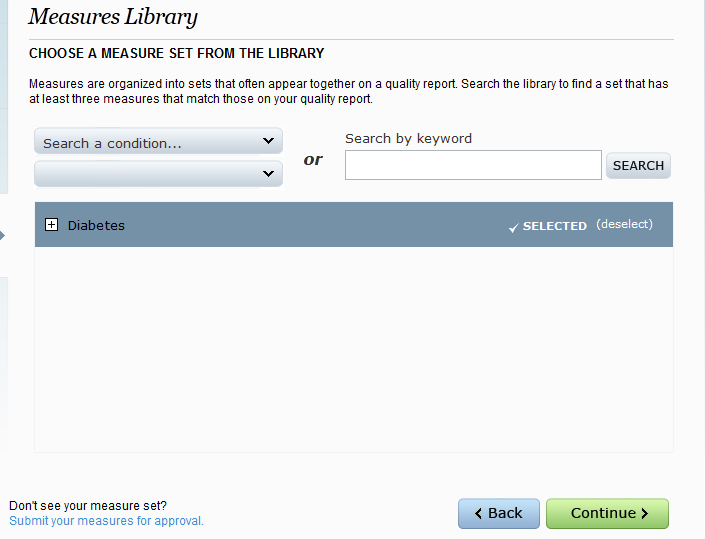 Measures Library
CHOOSE A MEASURE SET FROM THE LIBRARY
Measures are organized into sets that often appear together on a quality report. Search the library to find a set that has
at least three measures that match those on your quality report.
Search a condition...
or
Search by keyword
SEARCH
Diabetes
SELECTED (deselect)
Don't see your measure set?
Submit your measures for approval.
Back
Continue